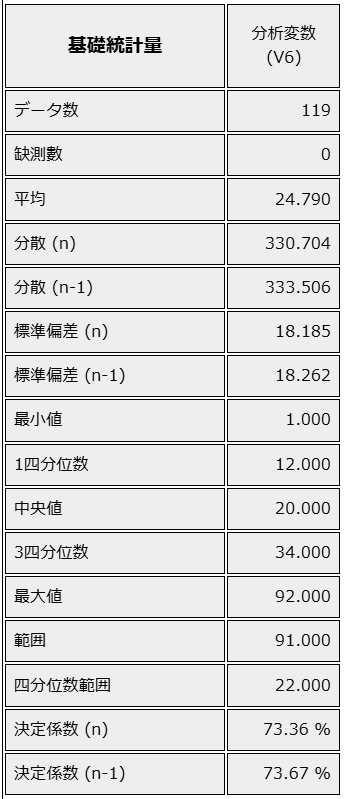 基礎統計量
分析変数
(V6)
データ数 119
缺測數 0
平均 24.790
分散 (n) 330.704
分散 (n-1) 333.506
標準偏差 (n) 18.185
標準偏差 (n-1) 18.262
最小値 1.000
1四分位数 12.000
中央値 20.000
3四分位数 34.000
最大値 92.000
範囲 91.000
四分位数範囲 22.000
決定係数 (n) 73.36 %
決定係数 (n-1) 73.67 %